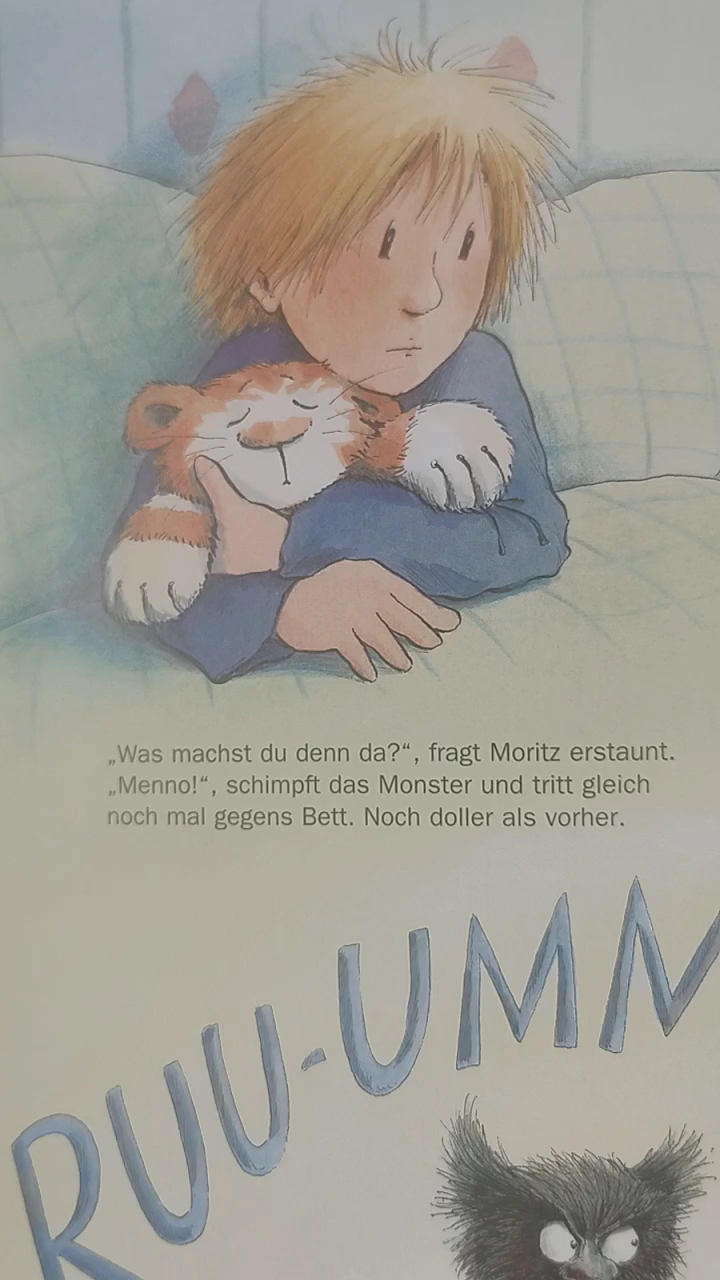 „Was machst du denn da?“, fragt Moritz erstaunt.
„Menno!“, schimpft das Monster und tritt gleich
noch mal gegens Bett. Noch doller als vorher.
RUU-UMM